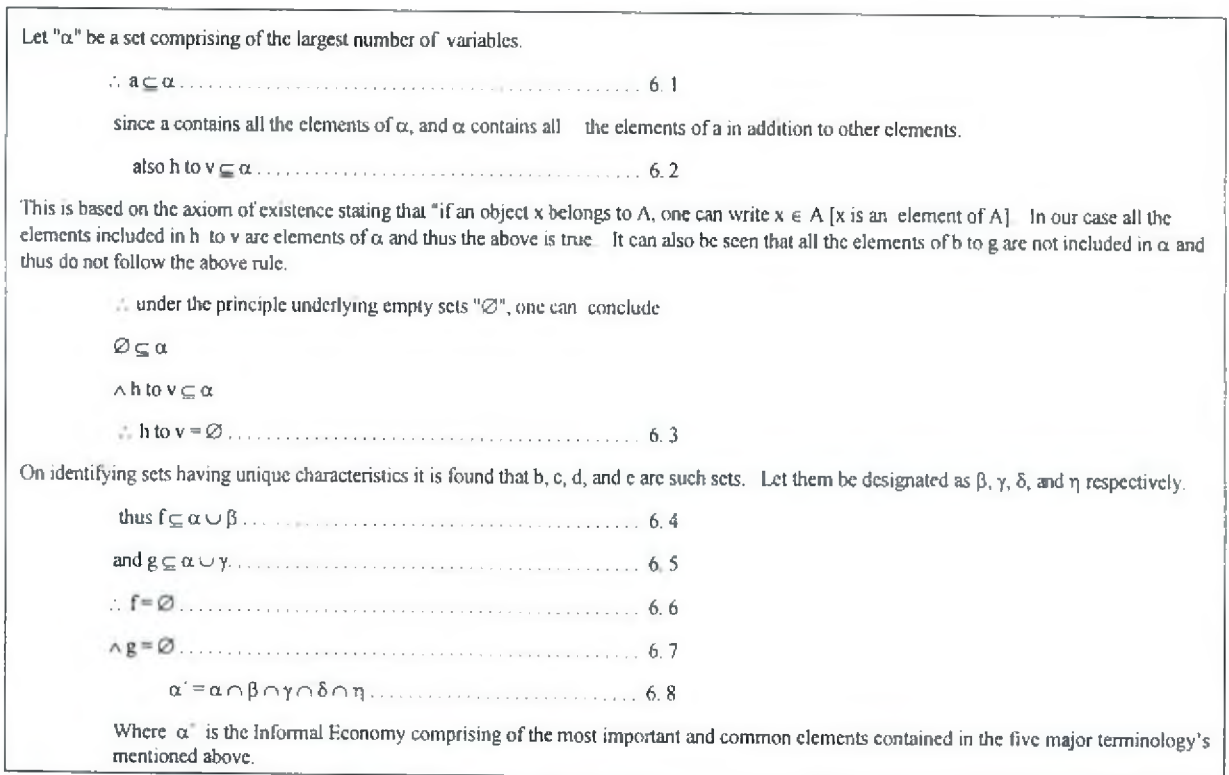 Let "α" be a set comprising of the largest number of variables.
∴ a ⊆ α ........................................ 6. 1
since a contains all the elements of α, and α contains all the elements of a in addition to other elements.
also h to v ⊆ α ........................................ 6. 2
This is based on the axiom of existence stating that "if an object x belongs to A, one can write x ∈ A [x is an element of A] In our case all the
elements included in h to v are elements of α and thus the above is true It can also be seen that all the elements of b to g are not included in α and
thus do not follow the above rule.
∴ under the principle underlying empty sets "∅", one can conclude
∅ ⊆ α
∧ h to v ⊆ α
∴ h to v = ∅ ........................................ 6. 3
On identifying sets having unique characteristics it is found that b, c, d, and e are such sets. Let them be designated as β, γ, δ, and η respectively.
thus f ⊆ α ∪ β ........................................ 6. 4
and g ⊆ α ∪ γ ........................................ 6. 5
∴ f = ∅ ........................................ 6. 6
∧ g = ∅ ........................................ 6. 7
α´ = α ∩ β ∩ γ ∩ δ ∩ η ........................................ 6. 8
Where α´ is the Informal Economy comprising of the most important and common elements contained in the five major terminology's
mentioned above.